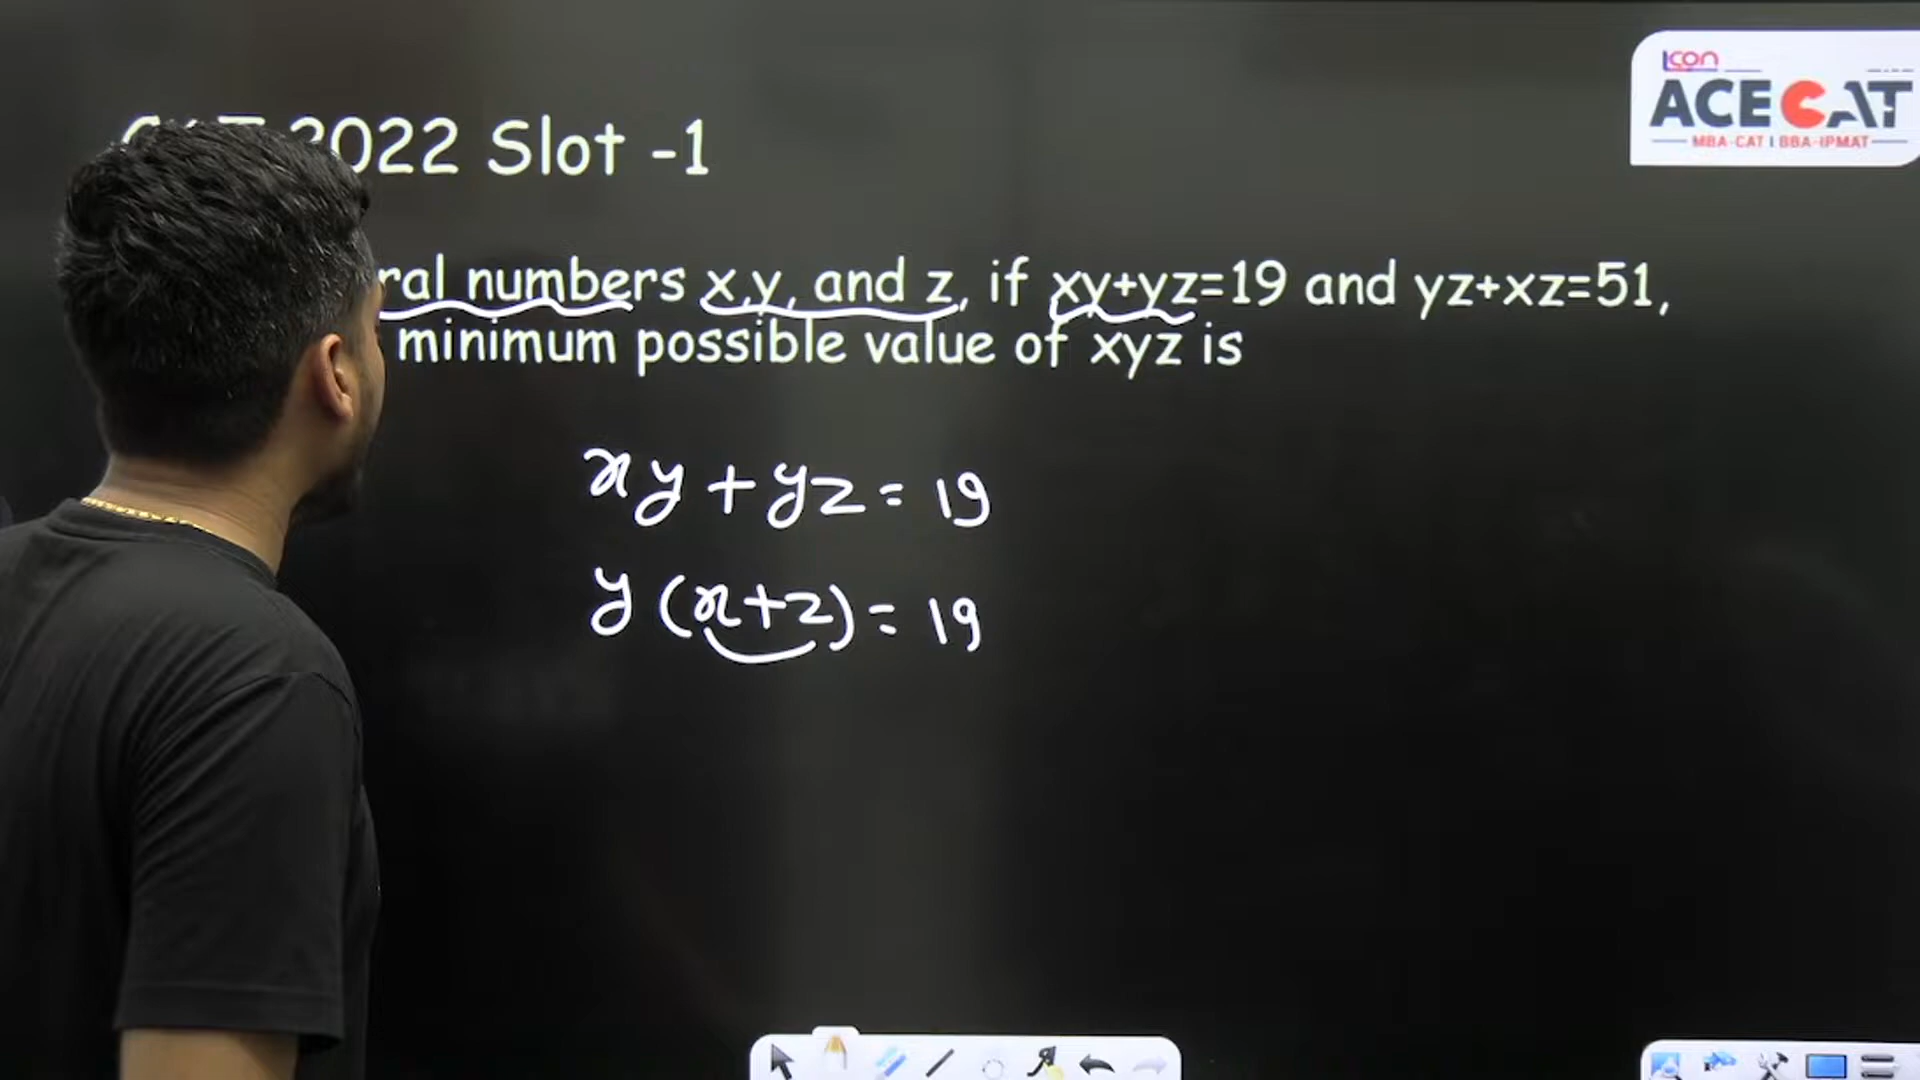 2022 Slot -1
Icon
ACE CAT
MBA-CAT | BBA-IPMAT
numbers x,y, and z, if xy+yz=19 and yz+xz=51,
minimum possible value of xyz is
xy + yz = 19
y (x+z) = 19